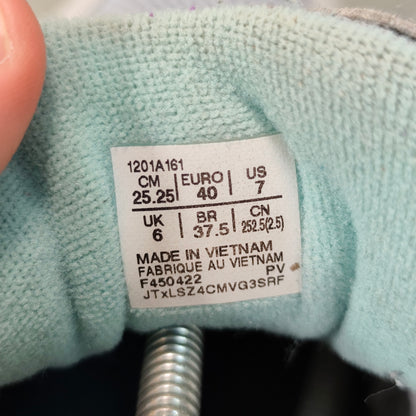 1201A161
CM EURO US
25.25 40 7
UK BR CN
6 37.5 252.5(2.5)
MADE IN VIETNAM
FABRIQUE AU VIETNAM
F450422 PV
JTxLSZ4CMVG3SRF